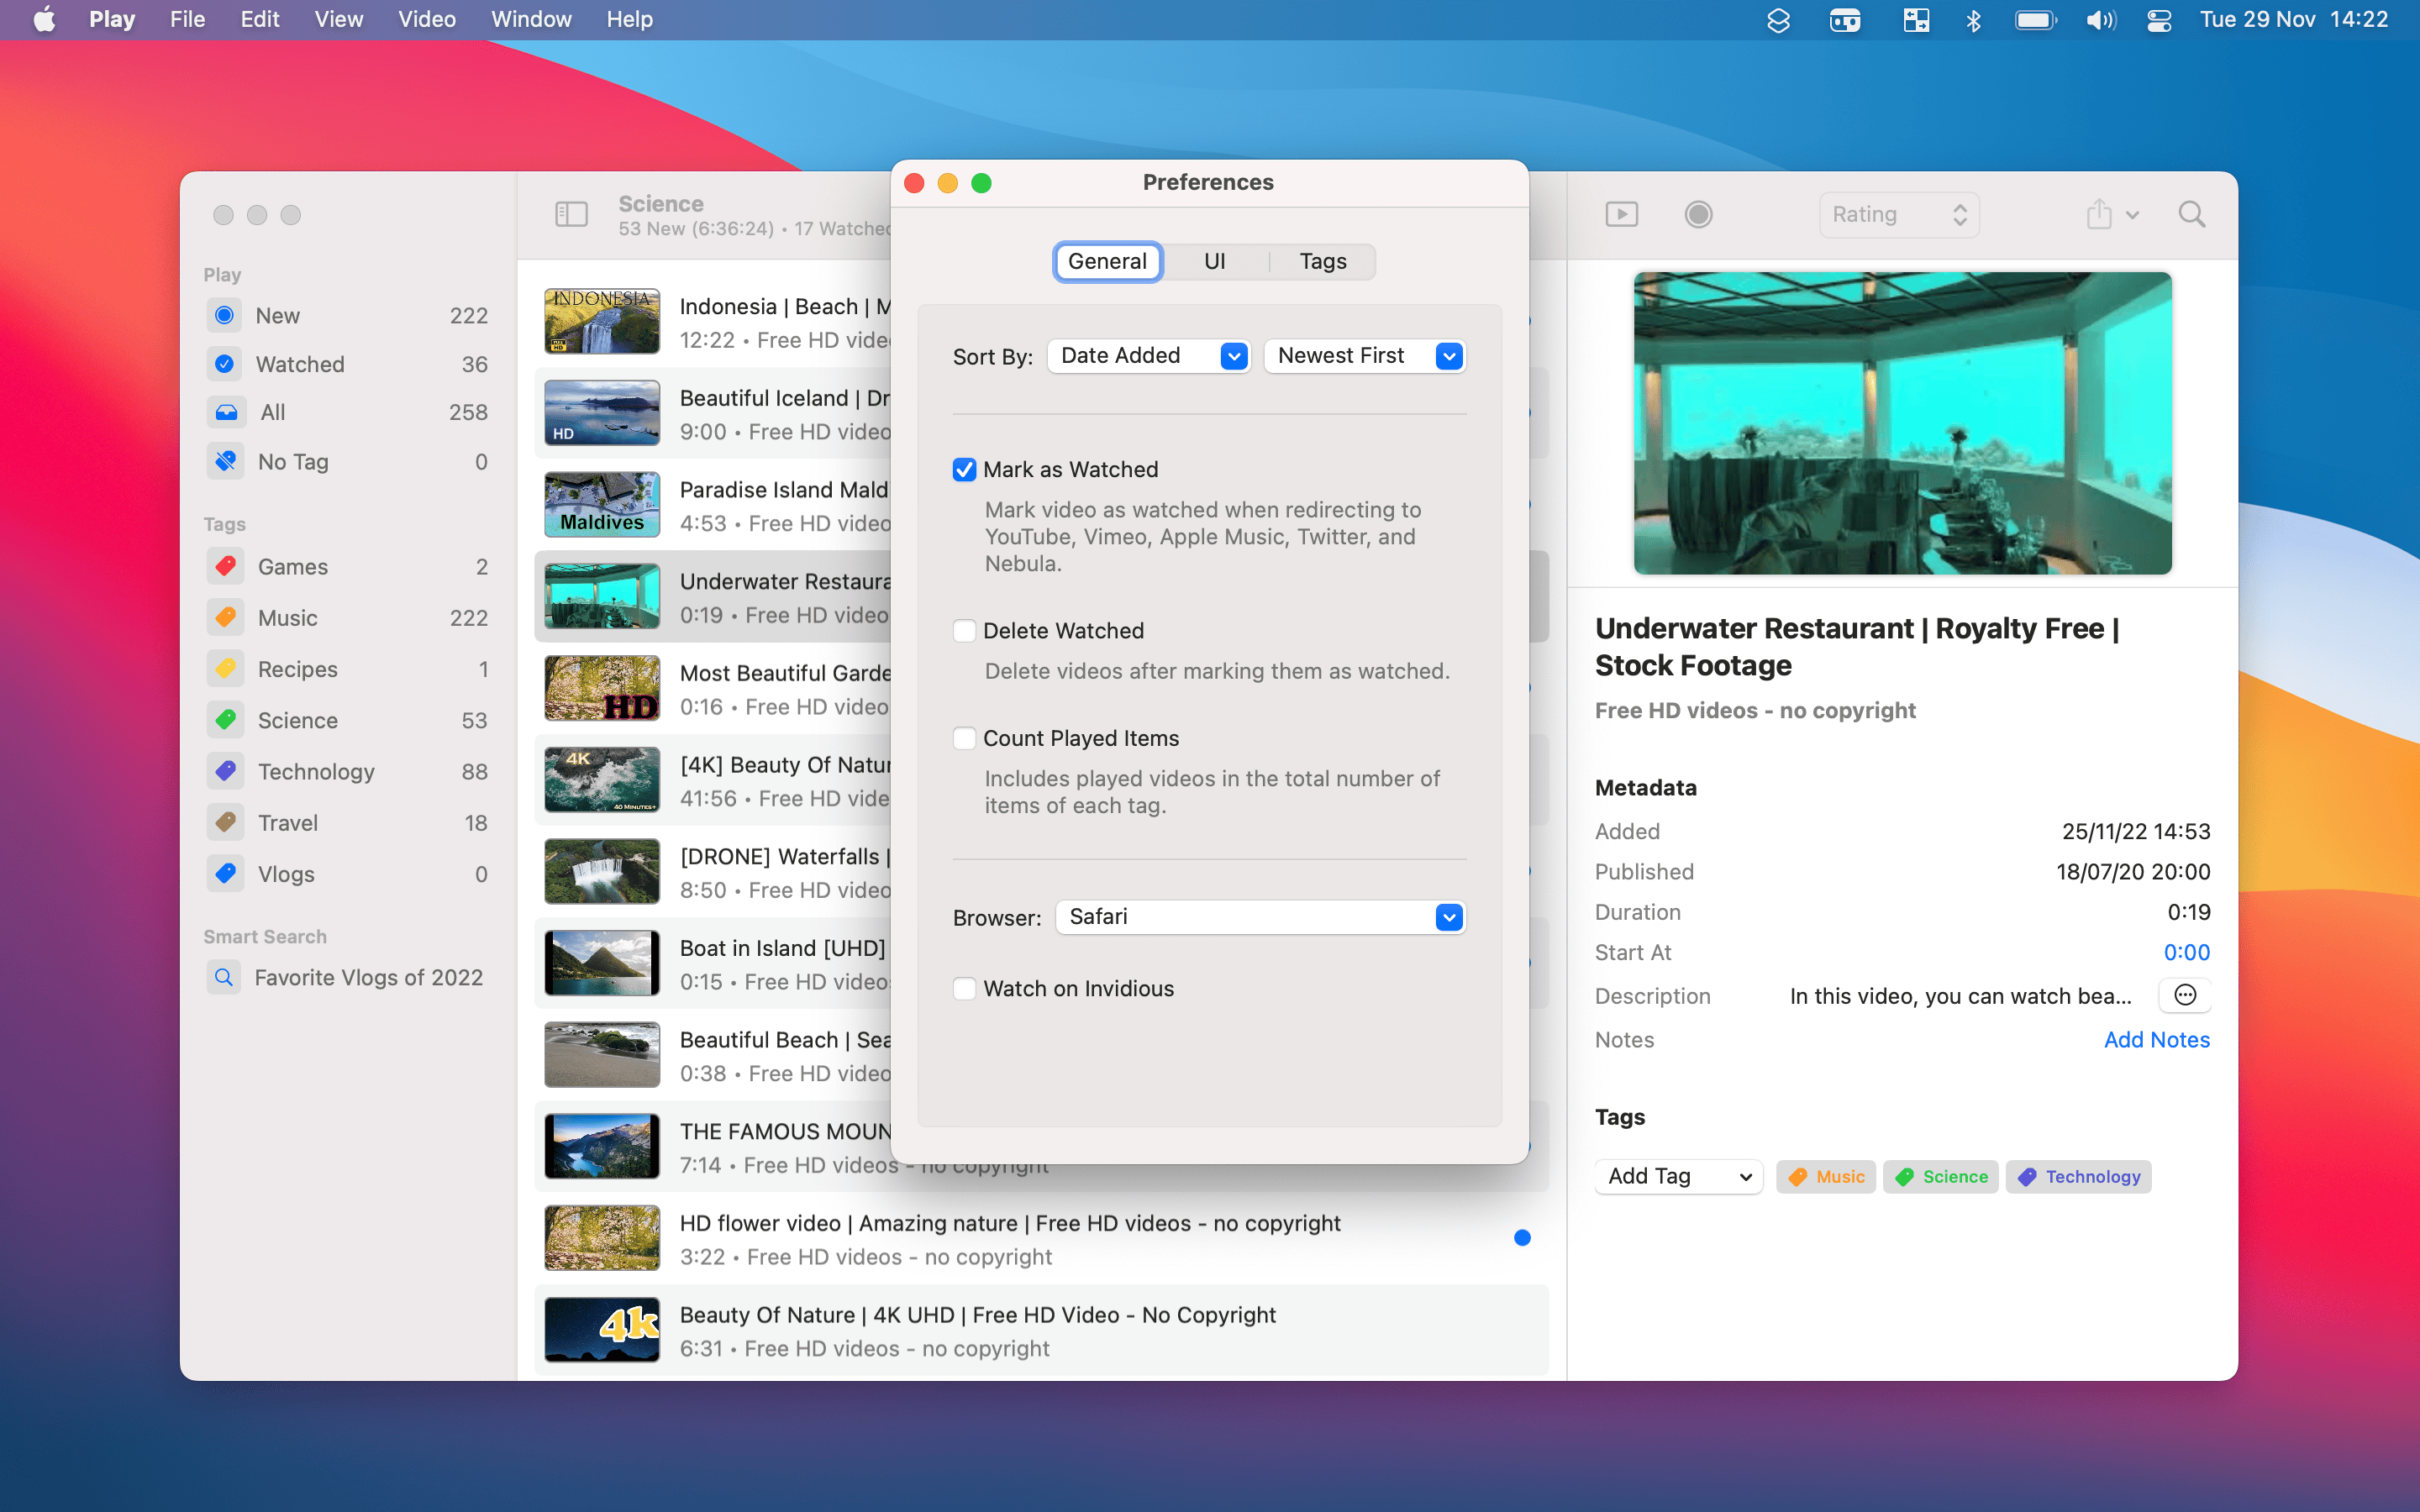 Play File Edit View Video Window Help
Tue 29 Nov 14:22
Play
New 222
Watched 36
All 258
No Tag 0
Tags
Games 2
Music 222
Recipes 1
Science 53
Technology 88
Travel 18
Vlogs 0
Smart Search
Favorite Vlogs of 2022
Science
53 New (6:36:24) • 17 Watched
INDONESIA
FULL HD
Indonesia | Beach | M
12:22 • Free HD vide
HD
Beautiful Iceland | Dr
9:00 • Free HD video
Maldives
Paradise Island Mald
4:53 • Free HD video
Underwater Restaura
0:19 • Free HD video
HD
Most Beautiful Garde
0:16 • Free HD video
4K
40 MINUTES+
[4K] Beauty Of Natur
41:56 • Free HD vide
[DRONE] Waterfalls |
8:50 • Free HD video
Boat in Island [UHD]
0:15 • Free HD videos
Beautiful Beach | Sea
0:38 • Free HD video
THE FAMOUS MOUN
7:14 • Free HD videos - no copyright
HD flower video | Amazing nature | Free HD videos - no copyright
3:22 • Free HD videos - no copyright
4k
Beauty Of Nature | 4K UHD | Free HD Video - No Copyright
6:31 • Free HD videos - no copyright
Preferences
General UI Tags
Sort By: Date Added Newest First
Mark as Watched
Mark video as watched when redirecting to
YouTube, Vimeo, Apple Music, Twitter, and
Nebula.
Delete Watched
Delete videos after marking them as watched.
Count Played Items
Includes played videos in the total number of
items of each tag.
Browser: Safari
Watch on Invidious
Rating
Underwater Restaurant | Royalty Free |
Stock Footage
Free HD videos - no copyright
Metadata
Added 25/11/22 14:53
Published 18/07/20 20:00
Duration 0:19
Start At 0:00
Description In this video, you can watch bea...
Notes Add Notes
Tags
Add Tag Music Science Technology